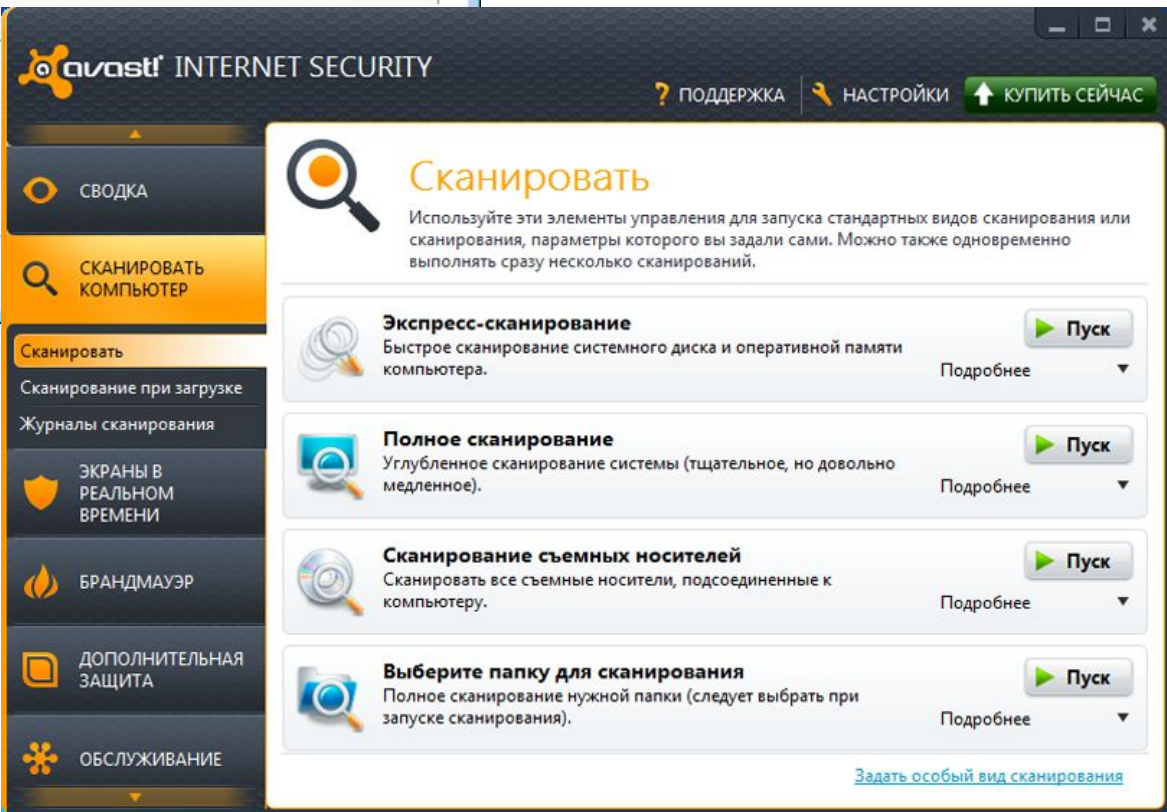 avast! INTERNET SECURITY
? ПОДДЕРЖКА
НАСТРОЙКИ
КУПИТЬ СЕЙЧАС
СВОДКА
СКАНИРОВАТЬ
КОМПЬЮТЕР
Сканировать
Сканирование при загрузке
Журналы сканирования
ЭКРАНЫ В
РЕАЛЬНОМ
ВРЕМЕНИ
БРАНДМАУЭР
ДОПОЛНИТЕЛЬНАЯ
ЗАЩИТА
ОБСЛУЖИВАНИЕ
Сканировать
Используйте эти элементы управления для запуска стандартных видов сканирования или
сканирования, параметры которого вы задали сами. Можно также одновременно
выполнять сразу несколько сканирований.
Экспресс-сканирование
Быстрое сканирование системного диска и оперативной памяти
компьютера.
Пуск
Подробнее
Полное сканирование
Углубленное сканирование системы (тщательное, но довольно
медленное).
Пуск
Подробнее
Сканирование съемных носителей
Сканировать все съемные носители, подсоединенные к
компьютеру.
Пуск
Подробнее
Выберите папку для сканирования
Полное сканирование нужной папки (следует выбрать при
запуске сканирования).
Пуск
Подробнее
Задать особый вид сканирования